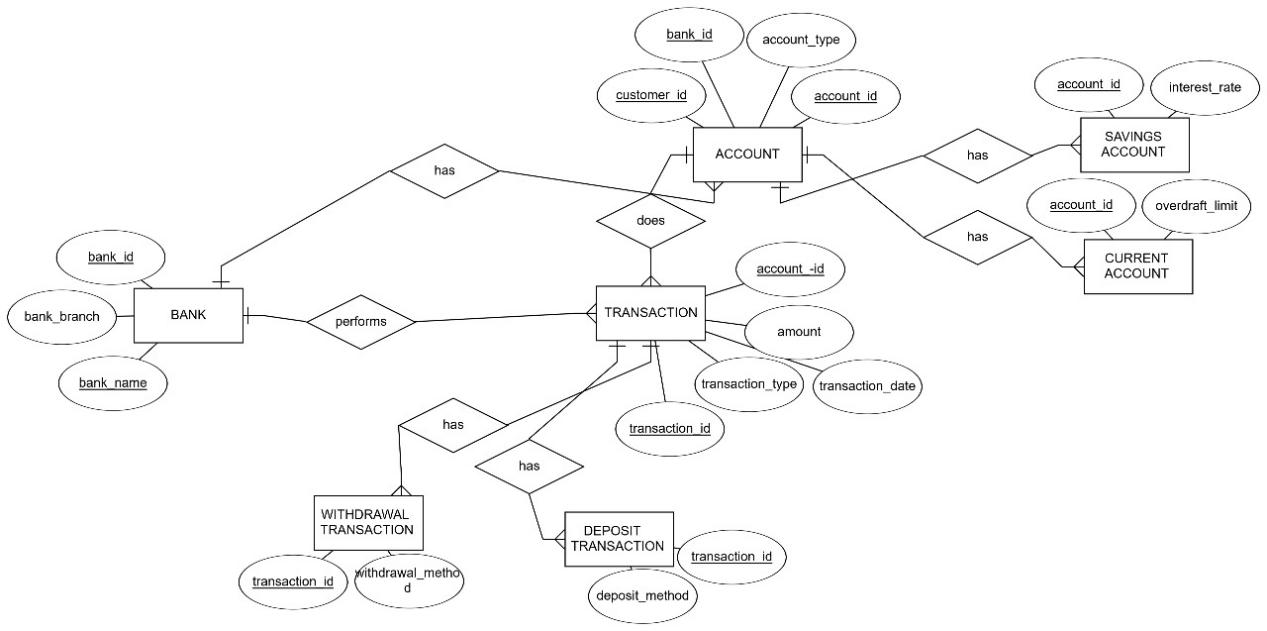 bank_id
account_type
customer_id
account_id
ACCOUNT
account_id
interest_rate
SAVINGS
ACCOUNT
has
has
does
account_id
overdraft_limit
has
CURRENT
ACCOUNT
bank_id
bank_branch
BANK
bank_name
performs
TRANSACTION
account_-id
amount
transaction_type
transaction_date
transaction_id
has
has
WITHDRAWAL
TRANSACTION
transaction_id
withdrawal_metho
d
DEPOSIT
TRANSACTION
transaction_id
deposit_method